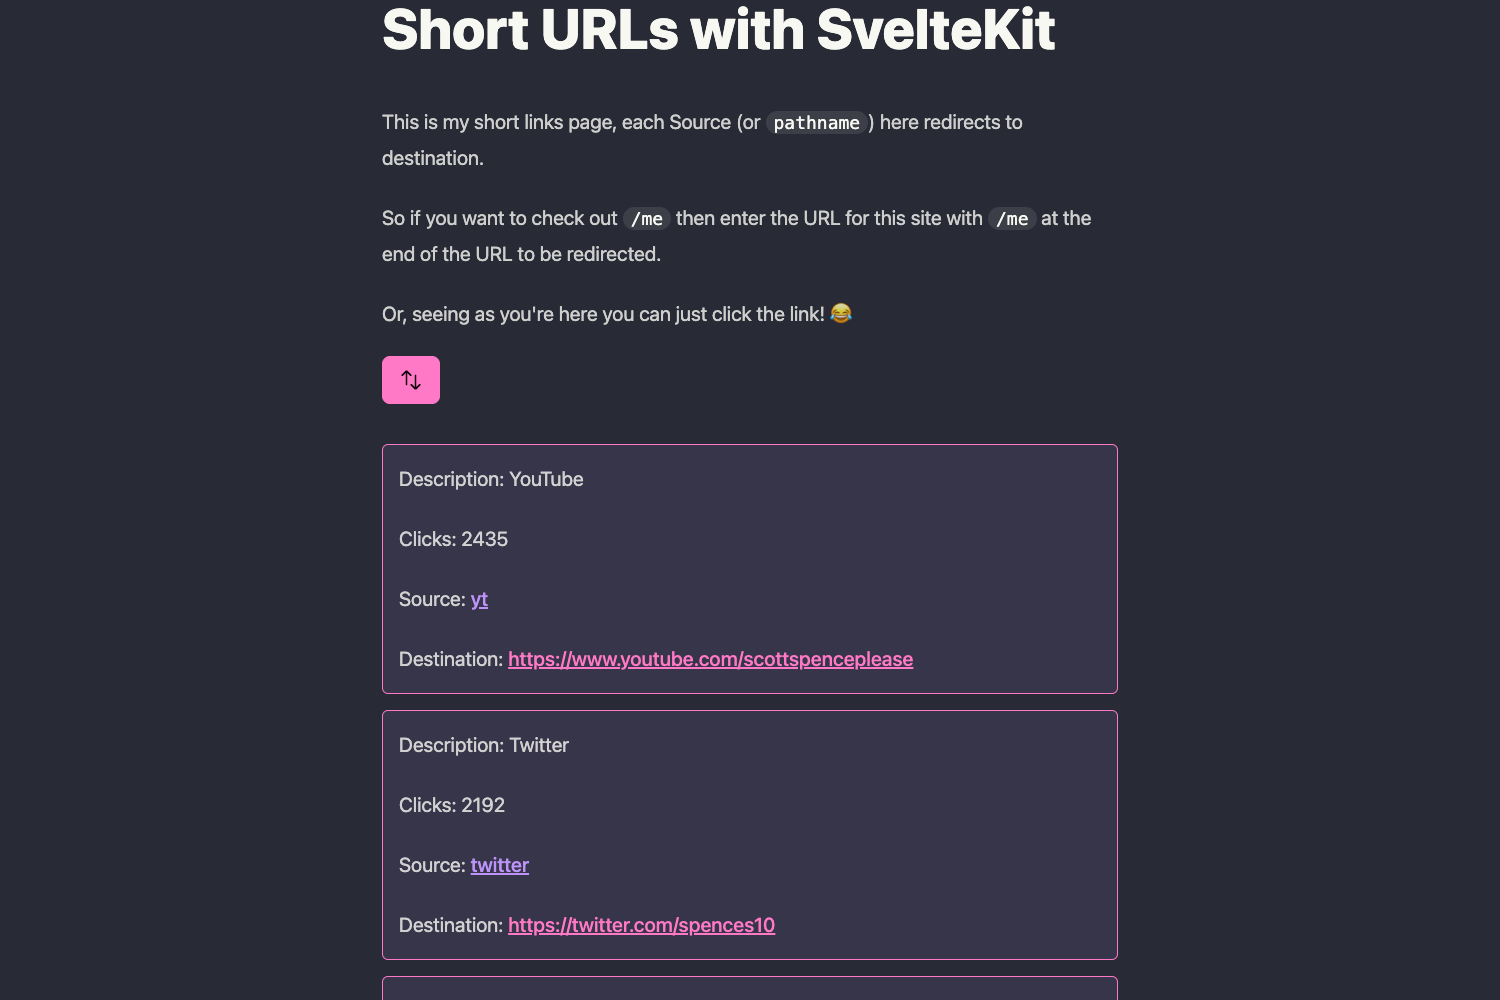 Short URLs with SvelteKit
This is my short links page, each Source (or pathname) here redirects to
destination.
So if you want to check out /me then enter the URL for this site with /me at the
end of the URL to be redirected.
Or, seeing as you're here you can just click the link! 😂
Description: YouTube
Clicks: 2435
Source: yt
Destination: https://www.youtube.com/scottspenceplease
Description: Twitter
Clicks: 2192
Source: twitter
Destination: https://twitter.com/spences10